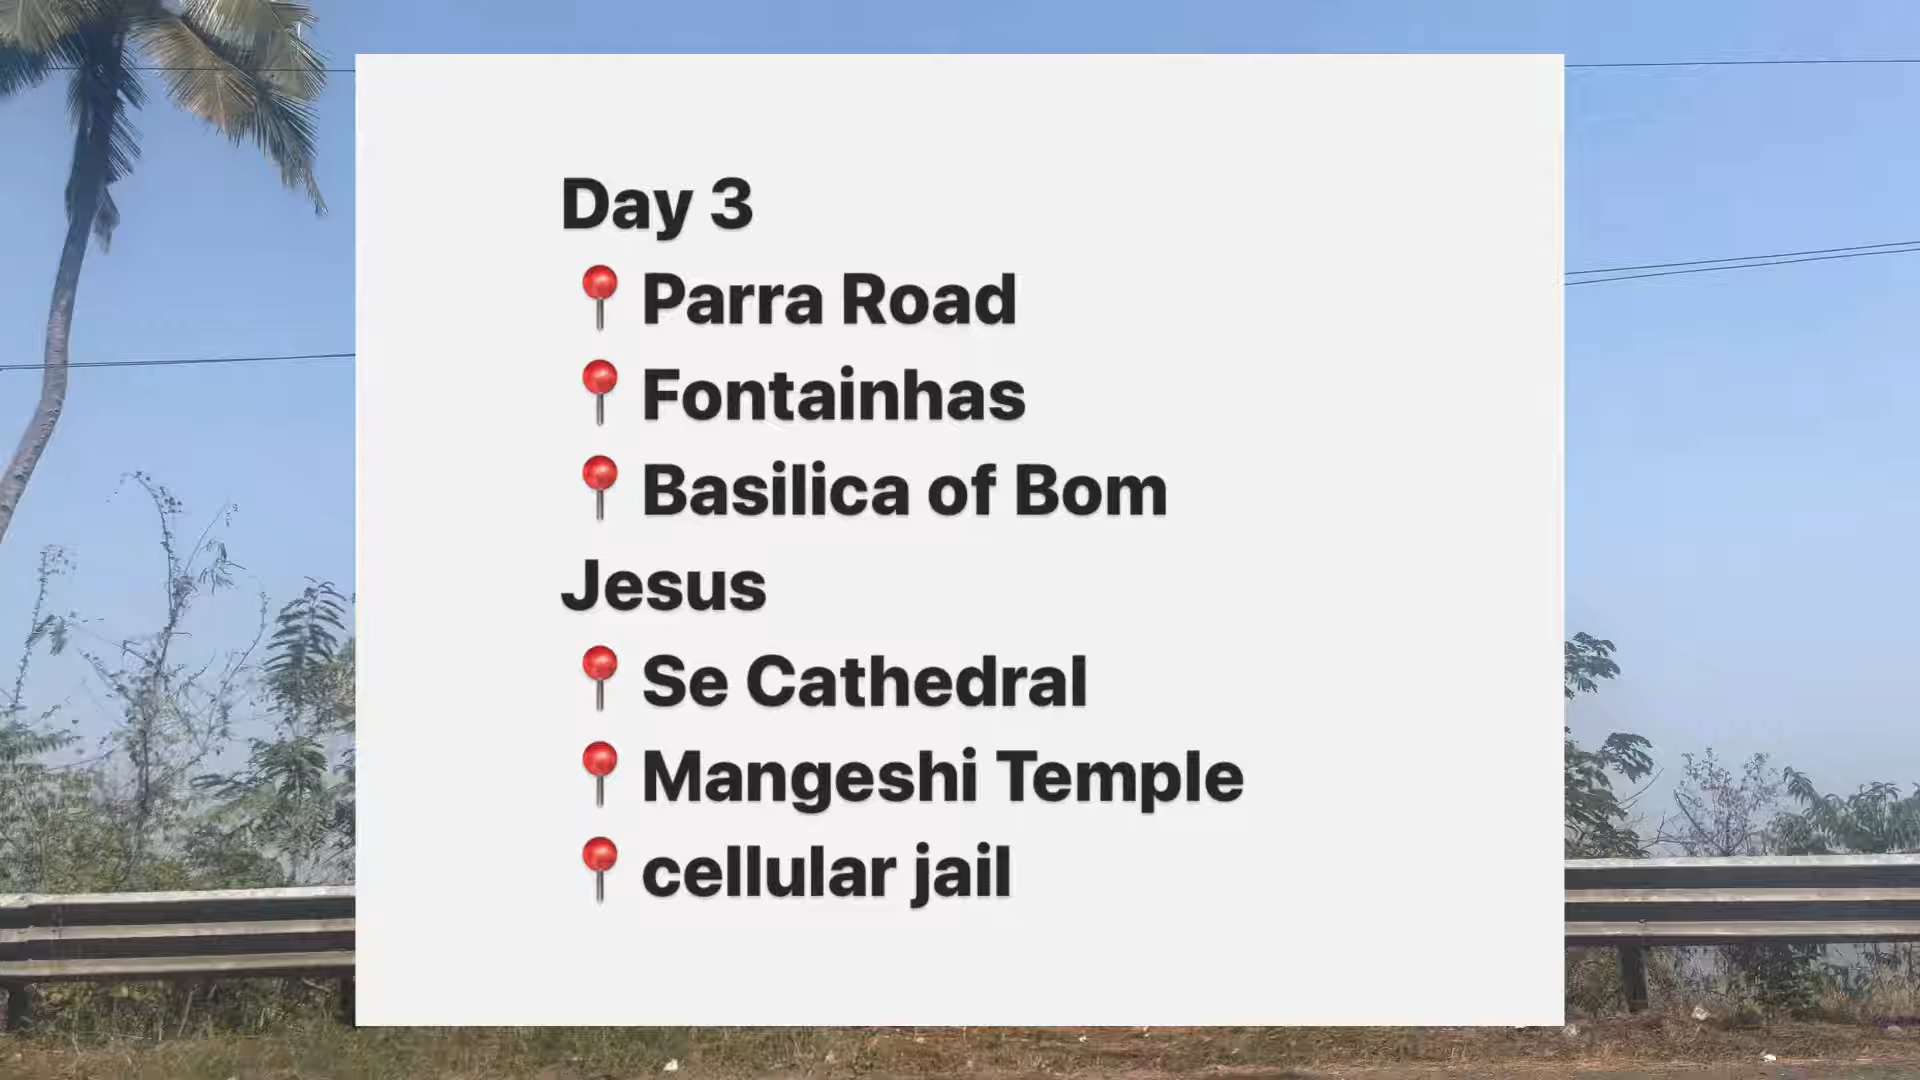 Day 3
📍 Parra Road
📍 Fontainhas
📍 Basilica of Bom
Jesus
📍 Se Cathedral
📍 Mangeshi Temple
📍 cellular jail